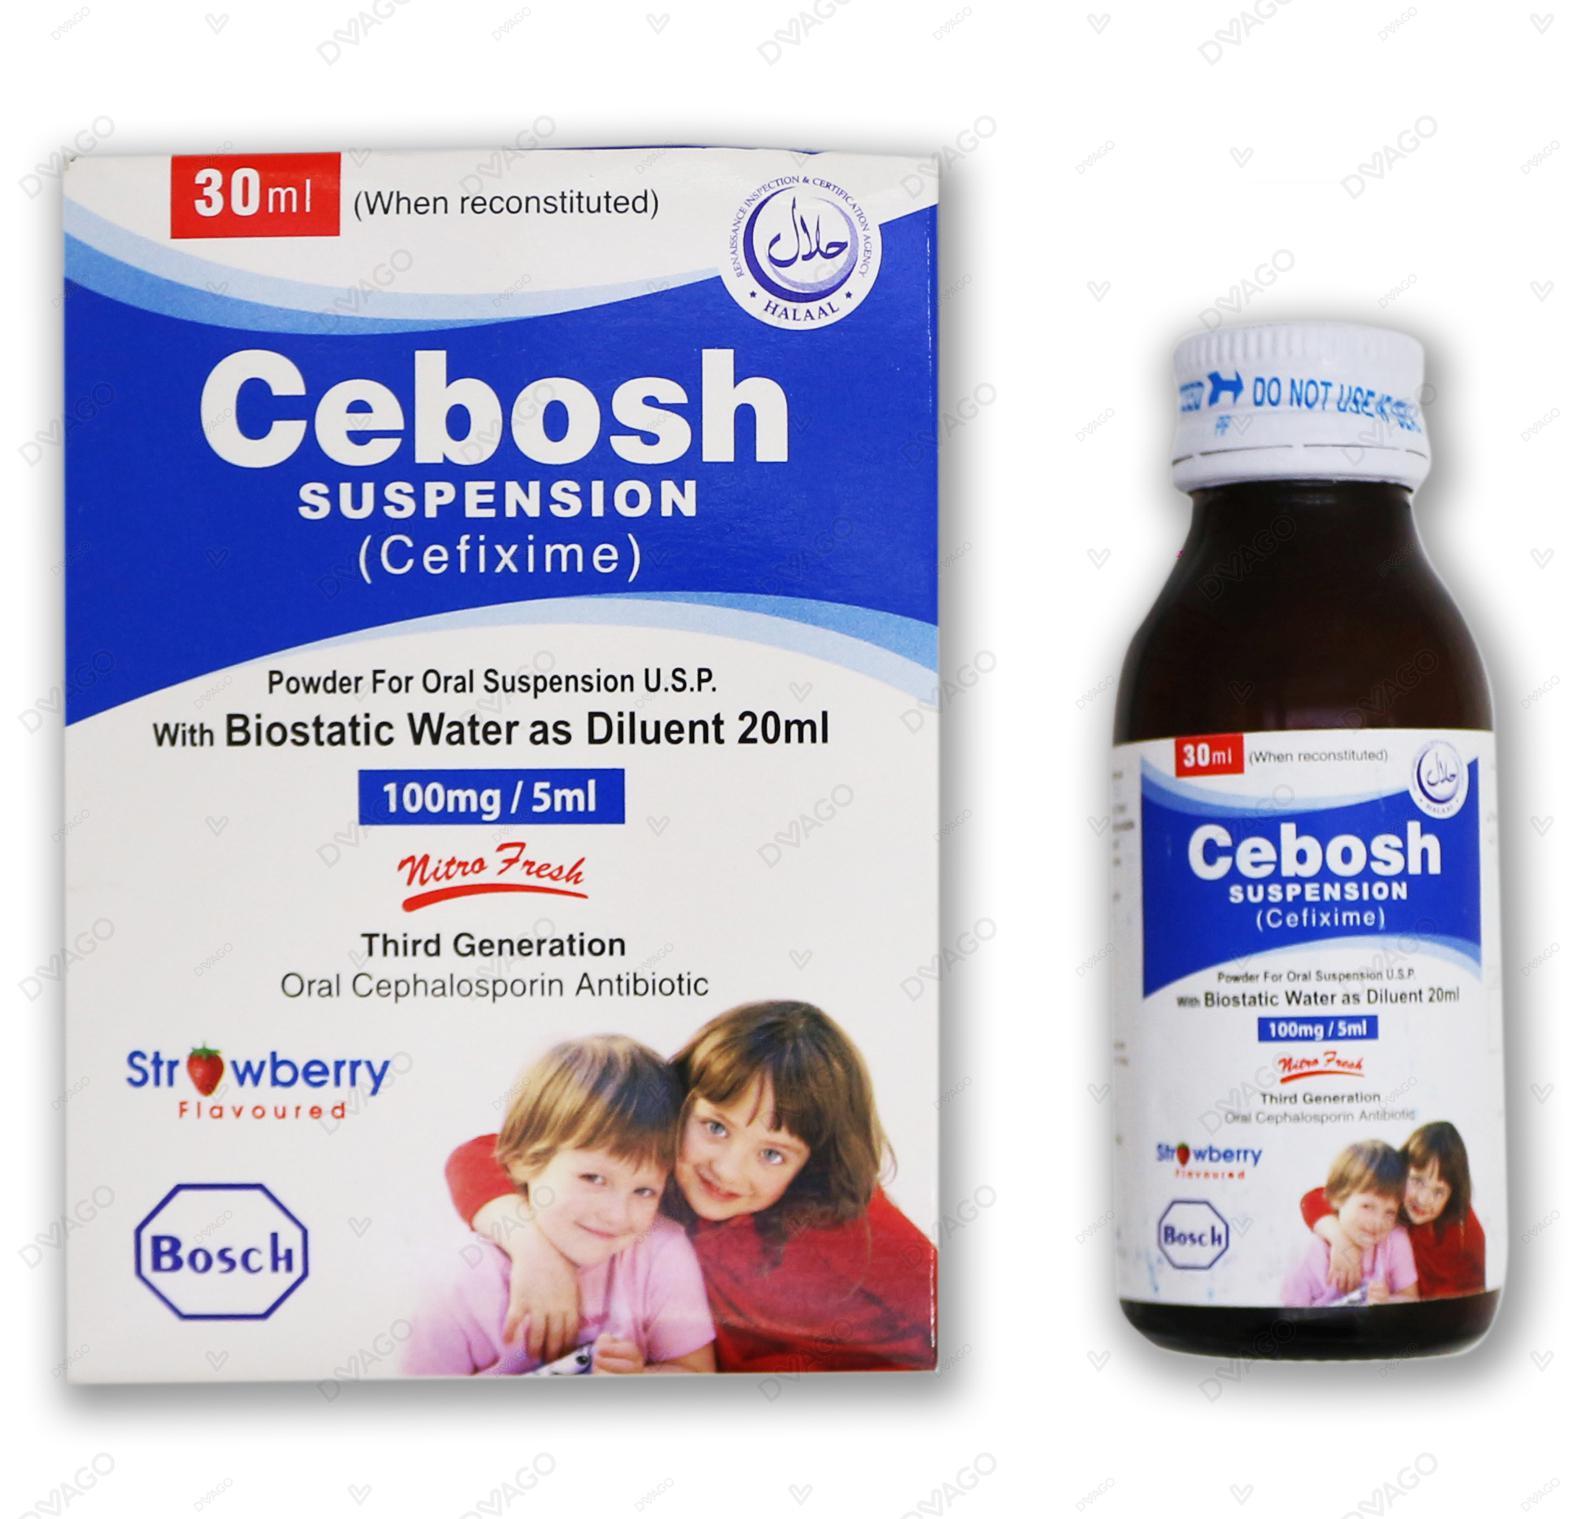 30ml (When reconstituted)
RENAISSANCE INSPECTION & CERTIFICATION AGENCY
حلال
HALAAL
Cebosh
SUSPENSION
(Cefixime)
Powder For Oral Suspension U.S.P.
With Biostatic Water as Diluent 20ml
100mg / 5ml
Nitro Fresh
Third Generation
Oral Cephalosporin Antibiotic
Strawberry
Flavoured
Bosch
DO NOT USE
30ml (When reconstituted)
حلال
HALAAL
Cebosh
SUSPENSION
(Cefixime)
Powder For Oral Suspension U.S.P.
With Biostatic Water as Diluent 20ml
100mg / 5ml
Nitro Fresh
Third Generation
Oral Cephalosporin Antibiotic
Strawberry
Flavoured
Bosch
DVAGO